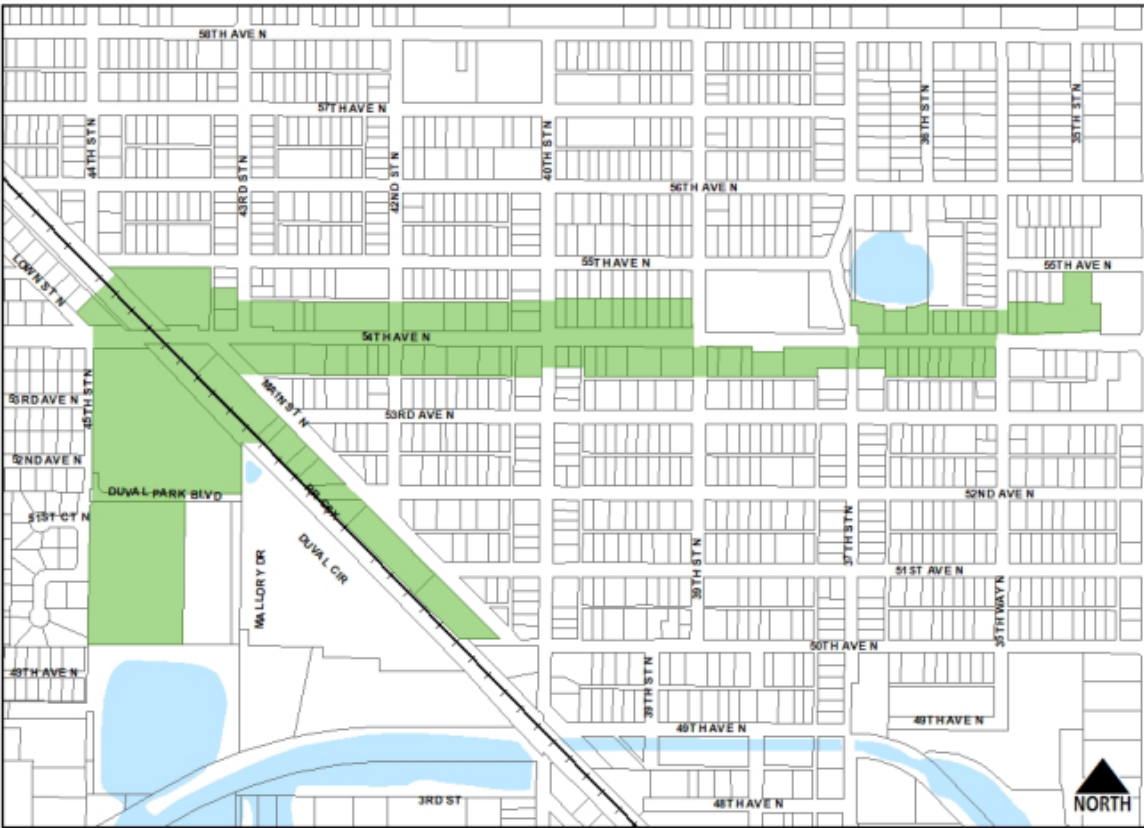 58TH AVE N
57TH AVE N
44TH ST N
43RD ST N
42ND ST N
40TH ST N
36TH ST N
35TH ST N
56TH AVE N
55TH AVE N
55TH AVE N
LOWN ST N
54TH AVE N
45TH ST N
MAIN ST N
53RD AVE N
53RD AVE N
52ND AVE N
DUVAL PARK BLVD
52ND AVE N
51ST CT N
RR CSX
DUVAL CIR
MALLORY DR
37TH ST N
39TH ST N
51ST AVE N
35TH WAY N
50TH AVE N
49TH AVE N
39TH ST N
49TH AVE N
49TH AVE N
3RD ST
48TH AVE N
NORTH